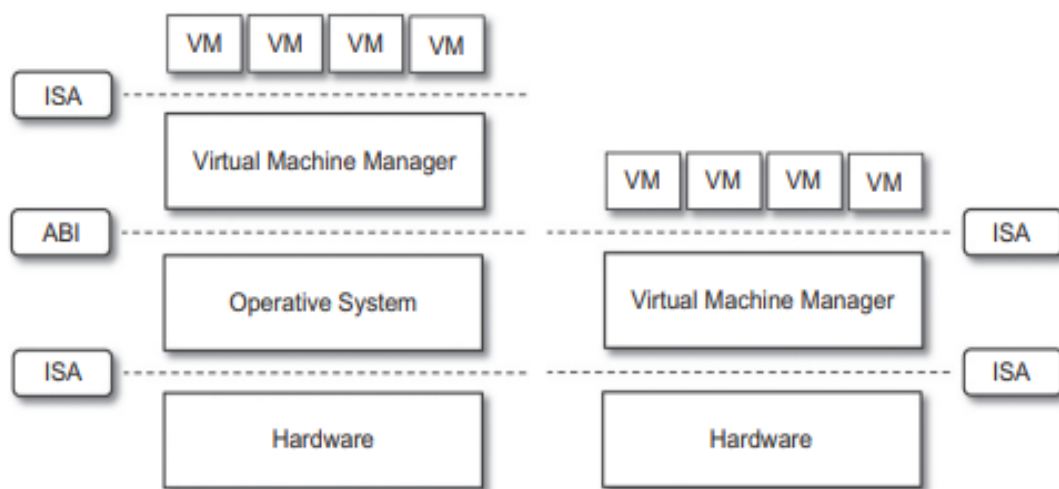 VM VM VM VM
ISA
Virtual Machine Manager
VM VM VM VM
ABI
ISA
Operative System
Virtual Machine Manager
ISA
ISA
Hardware
Hardware